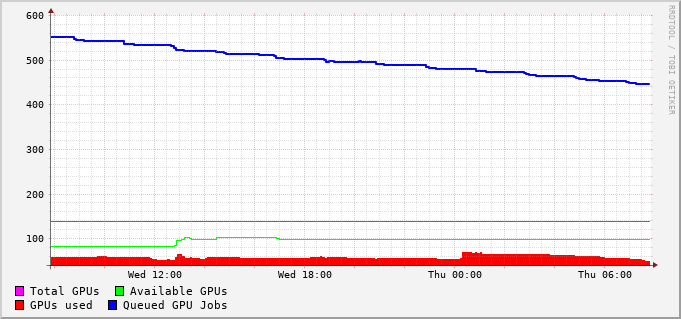 600
500
400
300
200
100
Wed 12:00 Wed 18:00 Thu 00:00 Thu 06:00
Total GPUs Available GPUs
GPUs used Queued GPU Jobs
RRDTOOL / TOBI OETIKER